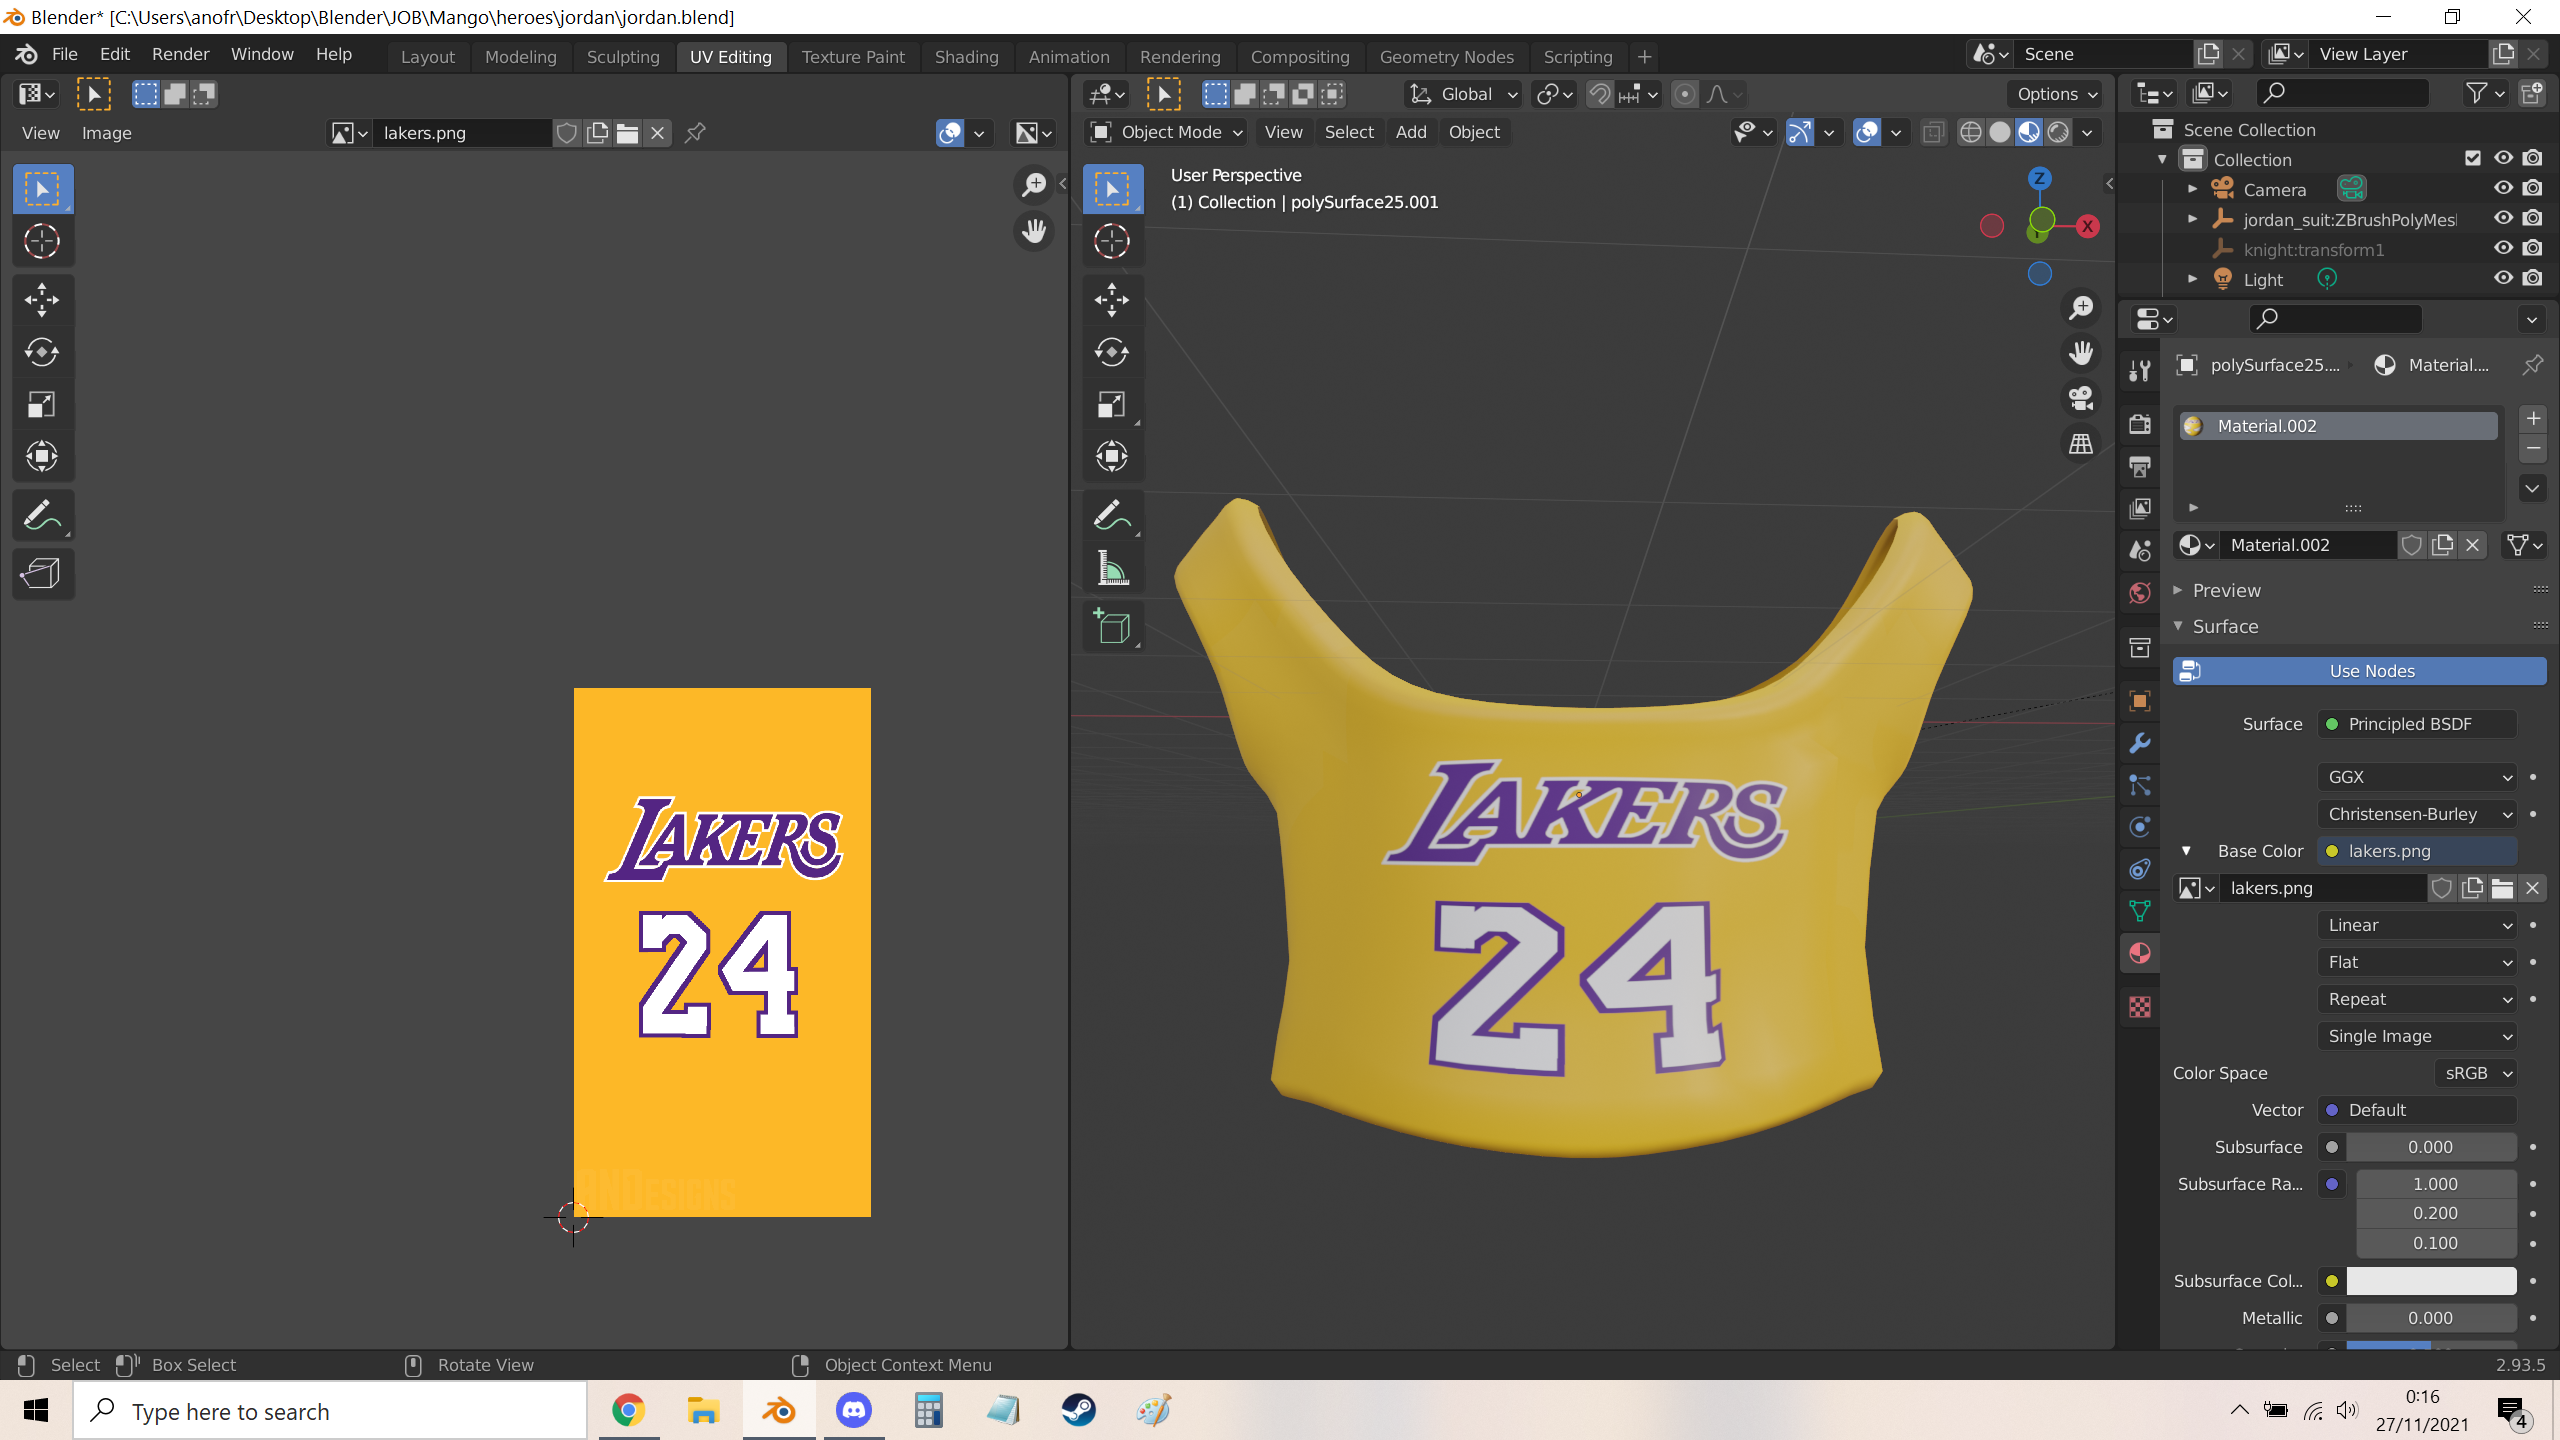 Blender* [C:\Users\anofr\Desktop\Blender\JOB\Mango\heroes\jordan\jordan.blend]
File Edit Render Window Help Layout Modeling Sculpting UV Editing Texture Paint Shading Animation Rendering Compositing Geometry Nodes Scripting + Scene View Layer
Global Options
View Image lakers.png Object Mode View Select Add Object
Scene Collection
Collection
Camera
jordan_suit:ZBrushPolyMesl
knight:transform1
Light
User Perspective
(1) Collection | polySurface25.001
Z
X
Y
LAKERS
24
ANDESIGNS
LAKERS
24
polySurface25.... Material....
Material.002
Material.002
Preview
Surface
Use Nodes
Surface Principled BSDF
GGX
Christensen-Burley
Base Color lakers.png
lakers.png
Linear
Flat
Repeat
Single Image
Color Space sRGB
Vector Default
Subsurface 0.000
Subsurface Ra... 1.000
0.200
0.100
Subsurface Col...
Metallic 0.000
Select Box Select Rotate View Object Context Menu 2.93.5
Type here to search
0:16
27/11/2021
4